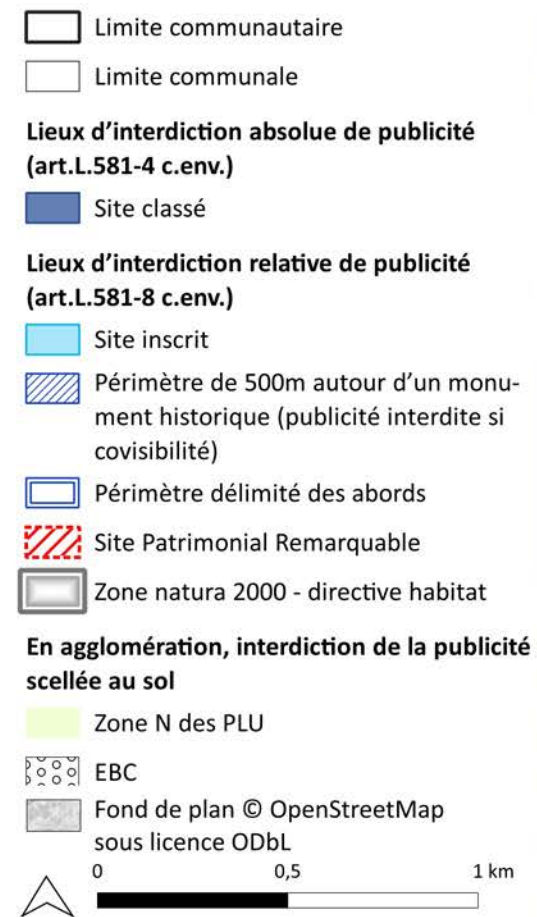 Limite communautaire
Limite communale
Lieux d’interdiction absolue de publicité
(art.L.581-4 c.env.)
Site classé
Lieux d’interdiction relative de publicité
(art.L.581-8 c.env.)
Site inscrit
Périmètre de 500m autour d’un monu-
ment historique (publicité interdite si
covisibilité)
Périmètre délimité des abords
Site Patrimonial Remarquable
Zone natura 2000 - directive habitat
En agglomération, interdiction de la publicité
scellée au sol
Zone N des PLU
EBC
Fond de plan © OpenStreetMap
sous licence ODbL
0 0,5 1 km